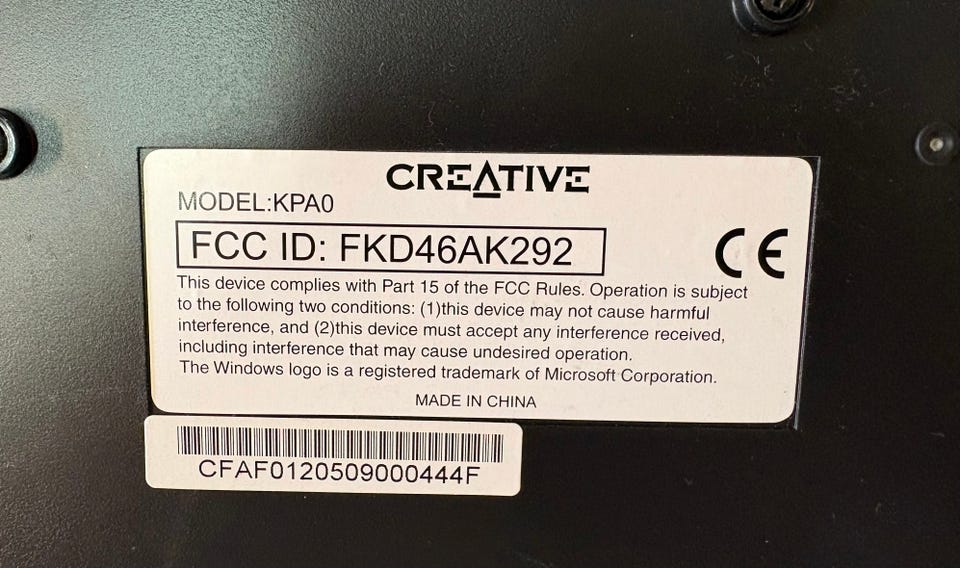 CREATIVE
MODEL:KPA0
FCC ID: FKD46AK292
CE
This device complies with Part 15 of the FCC Rules. Operation is subject
to the following two conditions: (1)this device may not cause harmful
interference, and (2)this device must accept any interference received,
including interference that may cause undesired operation.
The Windows logo is a registered trademark of Microsoft Corporation.
MADE IN CHINA
CFAF0120509000444F